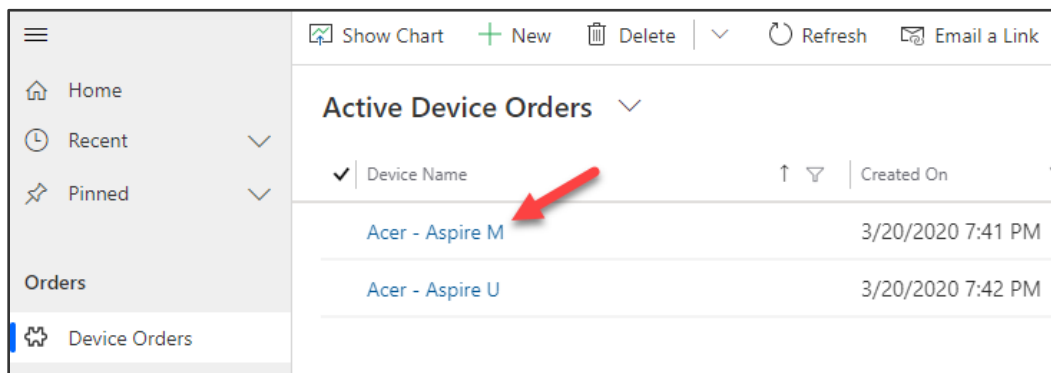 Show Chart New Delete Refresh Email a Link
Home
Recent
Pinned
Orders
Device Orders
Active Device Orders
Device Name Created On
Acer - Aspire M 3/20/2020 7:41 PM
Acer - Aspire U 3/20/2020 7:42 PM